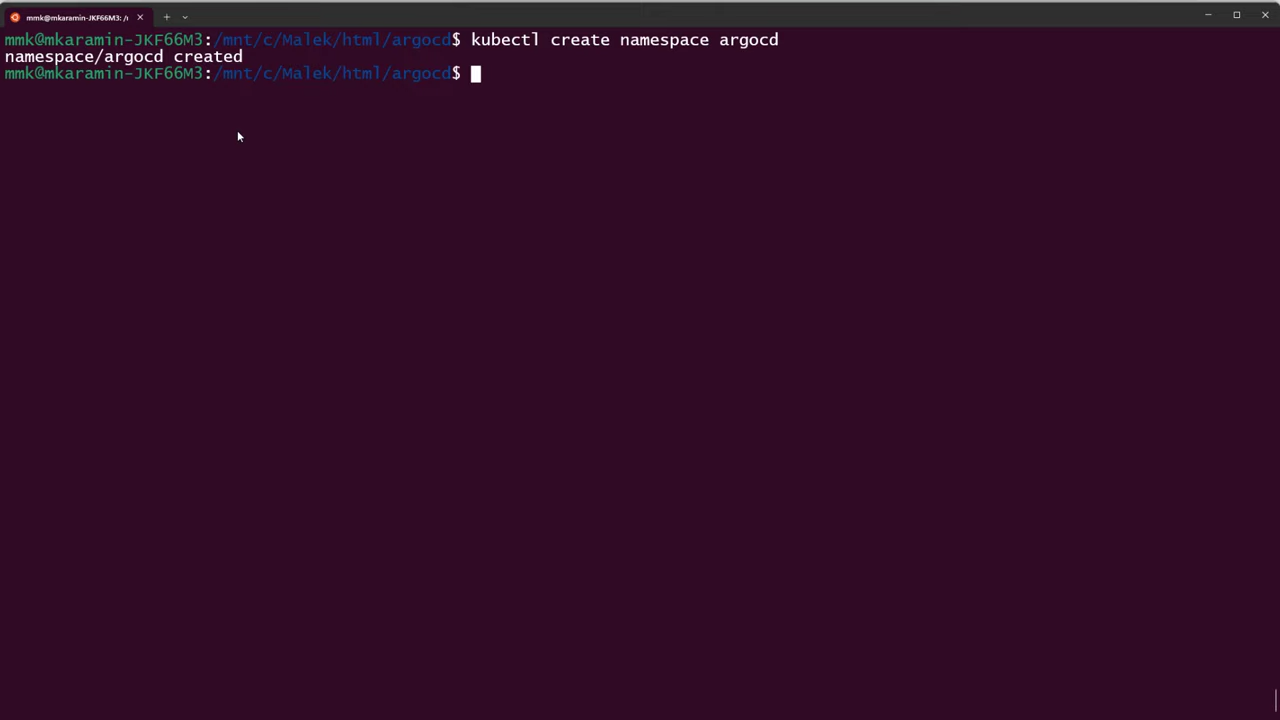 mmk@mkaramin-JKF66M3: /r
mmk@mkaramin-JKF66M3:/mnt/c/Malek/html/argocd$ kubectl create namespace argocd
namespace/argocd created
mmk@mkaramin-JKF66M3:/mnt/c/Malek/html/argocd$